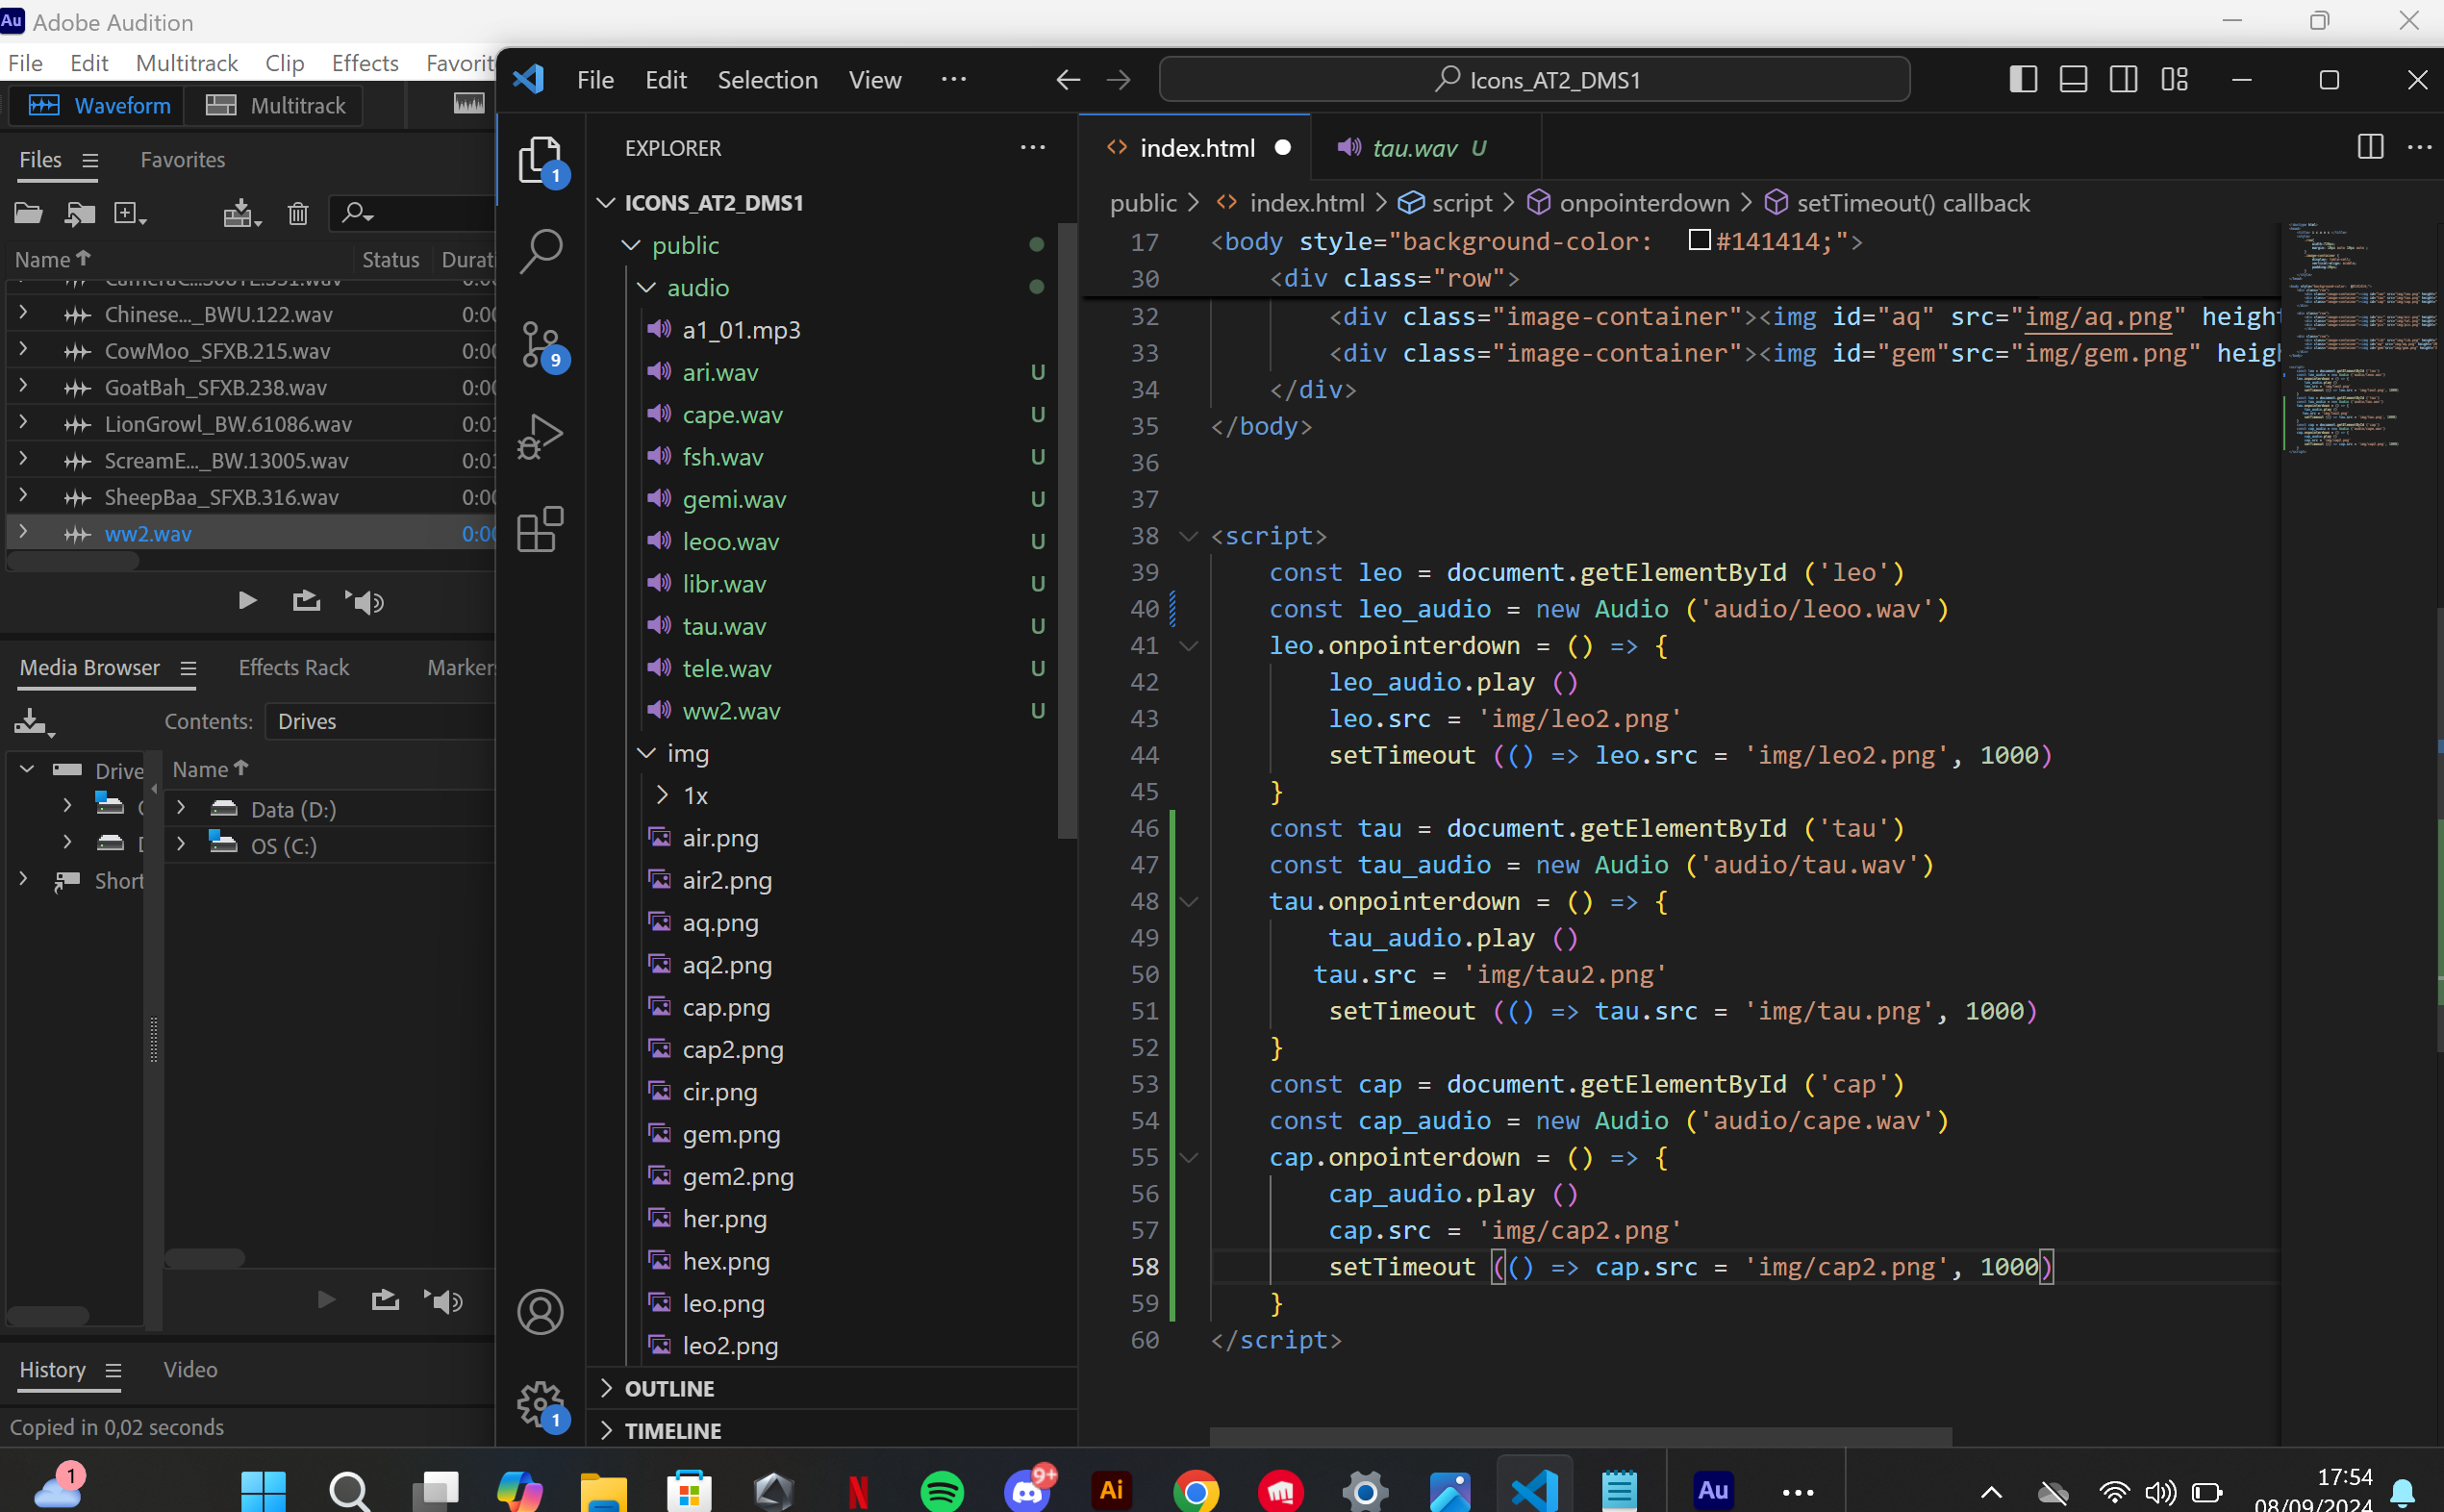 Au Adobe Audition
File Edit Multitrack Clip Effects Favorit
Waveform Multitrack
Files Favorites
Name Status Durat
Chinese..._BWU.122.wav 0:0
CowMoo_SFXB.215.wav 0:0
GoatBah_SFXB.238.wav 0:0
LionGrowl_BW.61086.wav 0:0
ScreamE..._BW.13005.wav 0:0
SheepBaa_SFXB.316.wav 0:0
ww2.wav 0:0
Media Browser Effects Rack Marker
Contents: Drives
Drive Name
Data (D:)
OS (C:)
Short
History Video
Copied in 0,02 seconds
File Edit Selection View ··· Icons_AT2_DMS1
EXPLORER ···
1
9
ICONS_AT2_DMS1
public
audio
a1_01.mp3
ari.wav U
cape.wav U
fsh.wav U
gemi.wav U
leoo.wav U
libr.wav U
tau.wav U
tele.wav U
ww2.wav U
img
1x
air.png
air2.png
aq.png
aq2.png
cap.png
cap2.png
cir.png
gem.png
gem2.png
her.png
hex.png
leo.png
leo2.png
OUTLINE
TIMELINE
1
index.html tau.wav U ···
public > index.html > script > onpointerdown > setTimeout() callback
17 <body style="background-color: #141414;">
30 <div class="row">
32 <div class="image-container"><img id="aq" src="img/aq.png" height
33 <div class="image-container"><img id="gem"src="img/gem.png" heigh
34 </div>
35 </body>
36
37
38 <script>
39 const leo = document.getElementById ('leo')
40 const leo_audio = new Audio ('audio/leoo.wav')
41 leo.onpointerdown = () => {
42 leo_audio.play ()
43 leo.src = 'img/leo2.png'
44 setTimeout (() => leo.src = 'img/leo2.png', 1000)
45 }
46 const tau = document.getElementById ('tau')
47 const tau_audio = new Audio ('audio/tau.wav')
48 tau.onpointerdown = () => {
49 tau_audio.play ()
50 tau.src = 'img/tau2.png'
51 setTimeout (() => tau.src = 'img/tau.png', 1000)
52 }
53 const cap = document.getElementById ('cap')
54 const cap_audio = new Audio ('audio/cape.wav')
55 cap.onpointerdown = () => {
56 cap_audio.play ()
57 cap.src = 'img/cap2.png'
58 setTimeout (() => cap.src = 'img/cap2.png', 1000)
59 }
60 </script>
1 N 9+ Ai Au ···
17:54
08/09/2024